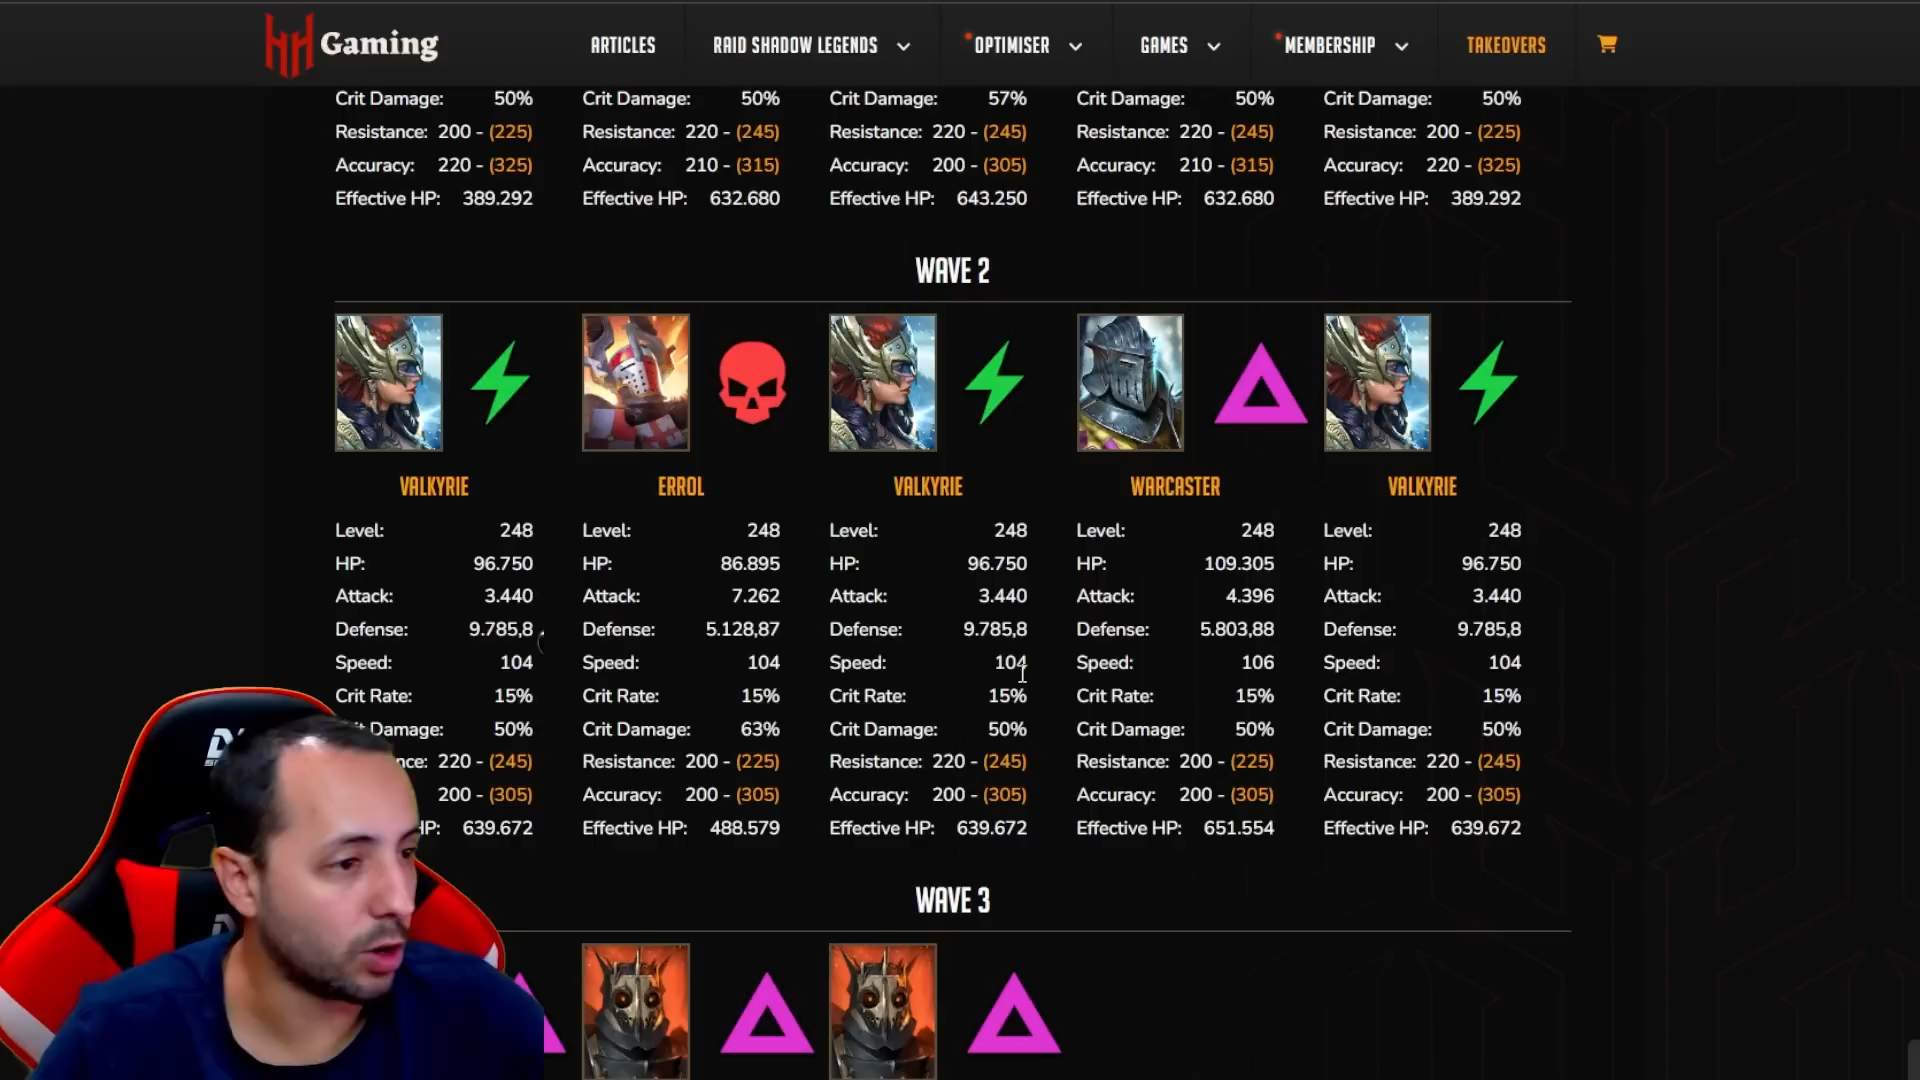 HH Gaming
ARTICLES
RAID SHADOW LEGENDS
OPTIMISER
GAMES
MEMBERSHIP
TAKEOVERS
Crit Damage: 50% Crit Damage: 50% Crit Damage: 57% Crit Damage: 50% Crit Damage: 50%
Resistance: 200 - (225) Resistance: 220 - (245) Resistance: 220 - (245) Resistance: 220 - (245) Resistance: 200 - (225)
Accuracy: 220 - (325) Accuracy: 210 - (315) Accuracy: 200 - (305) Accuracy: 210 - (315) Accuracy: 220 - (325)
Effective HP: 389.292 Effective HP: 632.680 Effective HP: 643.250 Effective HP: 632.680 Effective HP: 389.292
WAVE 2
VALKYRIE ERROL VALKYRIE WARCASTER VALKYRIE
Level: 248 Level: 248 Level: 248 Level: 248 Level: 248
HP: 96.750 HP: 86.895 HP: 96.750 HP: 109.305 HP: 96.750
Attack: 3.440 Attack: 7.262 Attack: 3.440 Attack: 4.396 Attack: 3.440
Defense: 9.785,8 Defense: 5.128,87 Defense: 9.785,8 Defense: 5.803,88 Defense: 9.785,8
Speed: 104 Speed: 104 Speed: 104 Speed: 106 Speed: 104
Crit Rate: 15% Crit Rate: 15% Crit Rate: 15% Crit Rate: 15% Crit Rate: 15%
Damage: 50% Crit Damage: 63% Crit Damage: 50% Crit Damage: 50% Crit Damage: 50%
nce: 220 - (245) Resistance: 200 - (225) Resistance: 220 - (245) Resistance: 200 - (225) Resistance: 220 - (245)
200 - (305) Accuracy: 200 - (305) Accuracy: 200 - (305) Accuracy: 200 - (305) Accuracy: 200 - (305)
HP: 639.672 Effective HP: 488.579 Effective HP: 639.672 Effective HP: 651.554 Effective HP: 639.672
WAVE 3